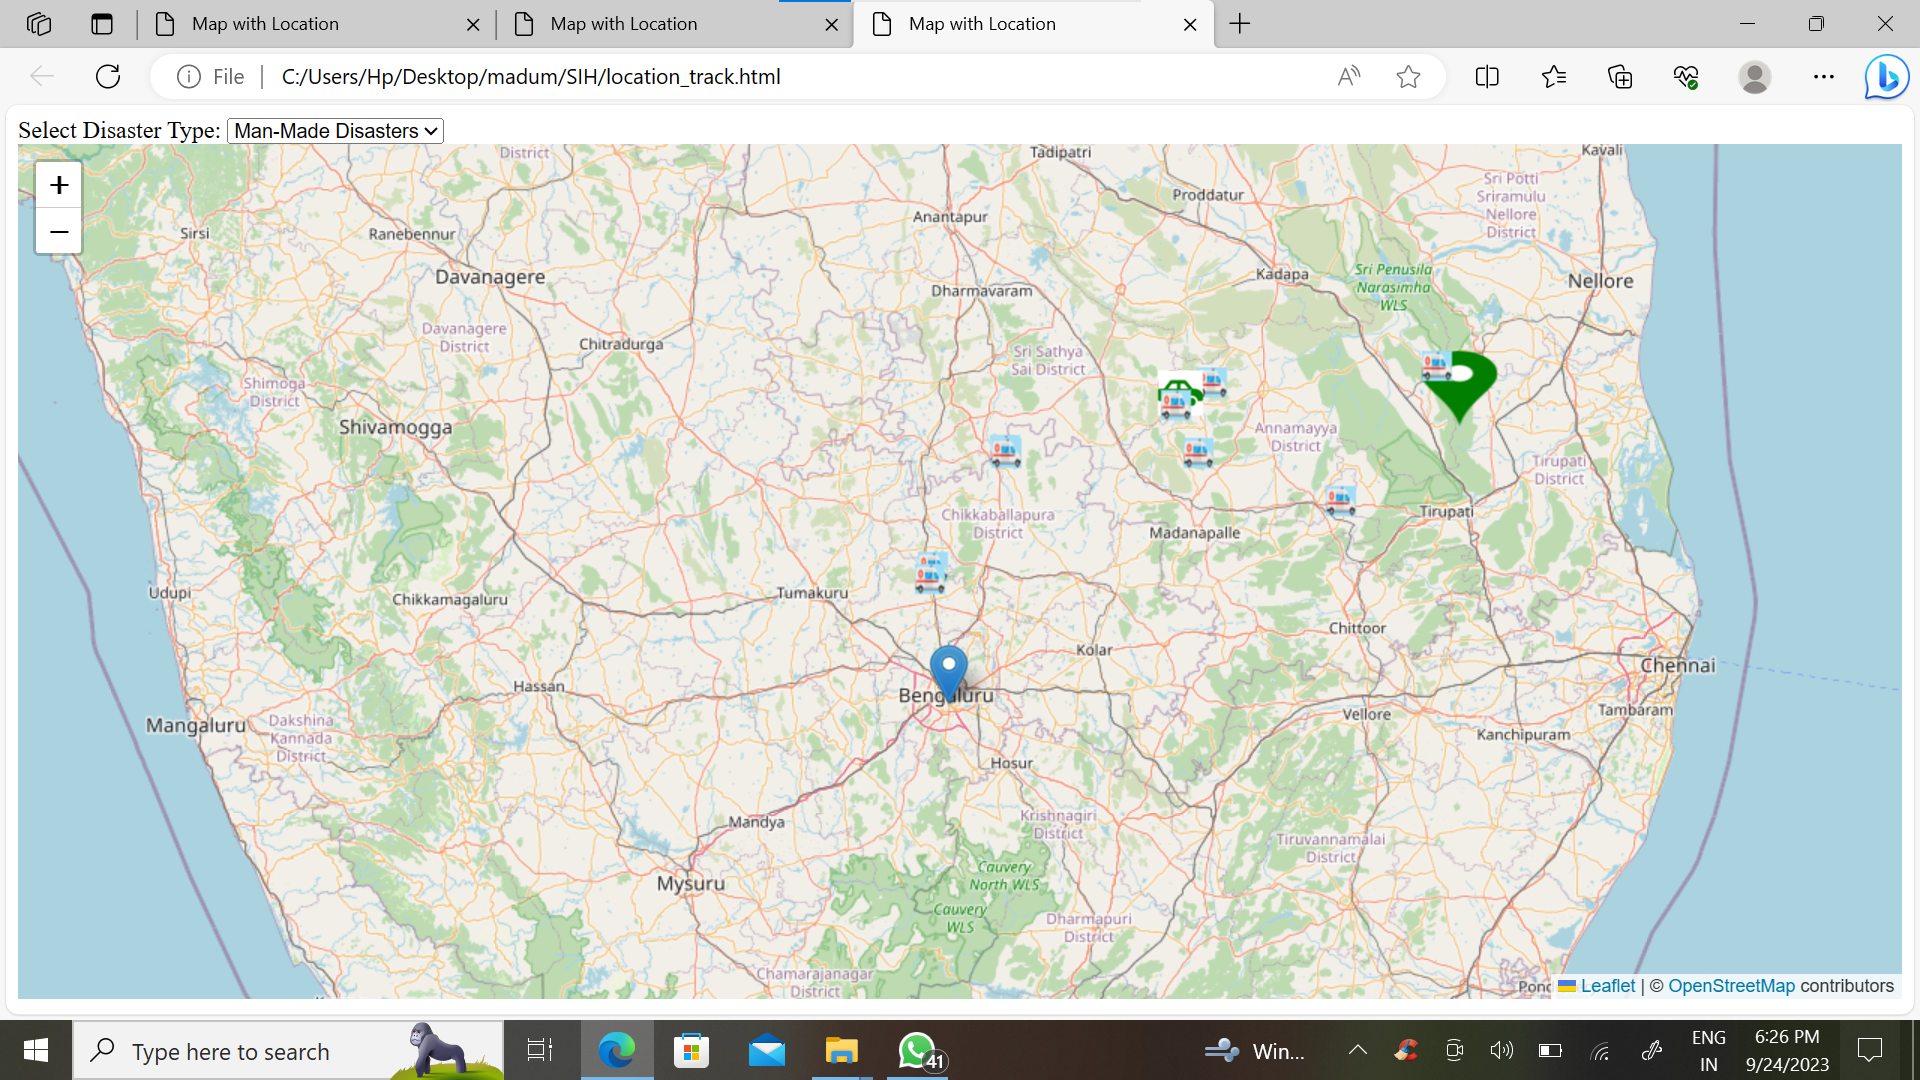 Map with Location
Map with Location
Map with Location
File
C:/Users/Hp/Desktop/madum/SIH/location_track.html
Select Disaster Type: Man-Made Disasters
+
−
District
Tadipatri
Kavali
Sri Potti
Sriramulu
Nellore
District
Proddatur
Anantapur
Sirsi
Ranebennur
Davanagere
Kadapa
Sri Penusila
Narasimha
WLS
Nellore
Dharmavaram
Davanagere
District
Chitradurga
Sri Sathya
Sai District
Shimoga
District
Shivamogga
Annamayya
District
Tirupati
District
Chikkaballapura
District
Tirupati
Madanapalle
Udupi
Chikkamagaluru
Tumakuru
Chittoor
Kolar
Chennai
Hassan
Bengaluru
Mangaluru
Dakshina
Kannada
District
Vellore
Tambaram
Kanchipuram
Hosur
Mandya
Krishnagiri
District
Tiruvannamalai
District
Mysuru
Cauvery
North WLS
Cauvery
WLS
Dharmapuri
District
Chamarajanagar
District
Leaflet | © OpenStreetMap contributors
Type here to search
41
Win...
ENG
IN
6:26 PM
9/24/2023